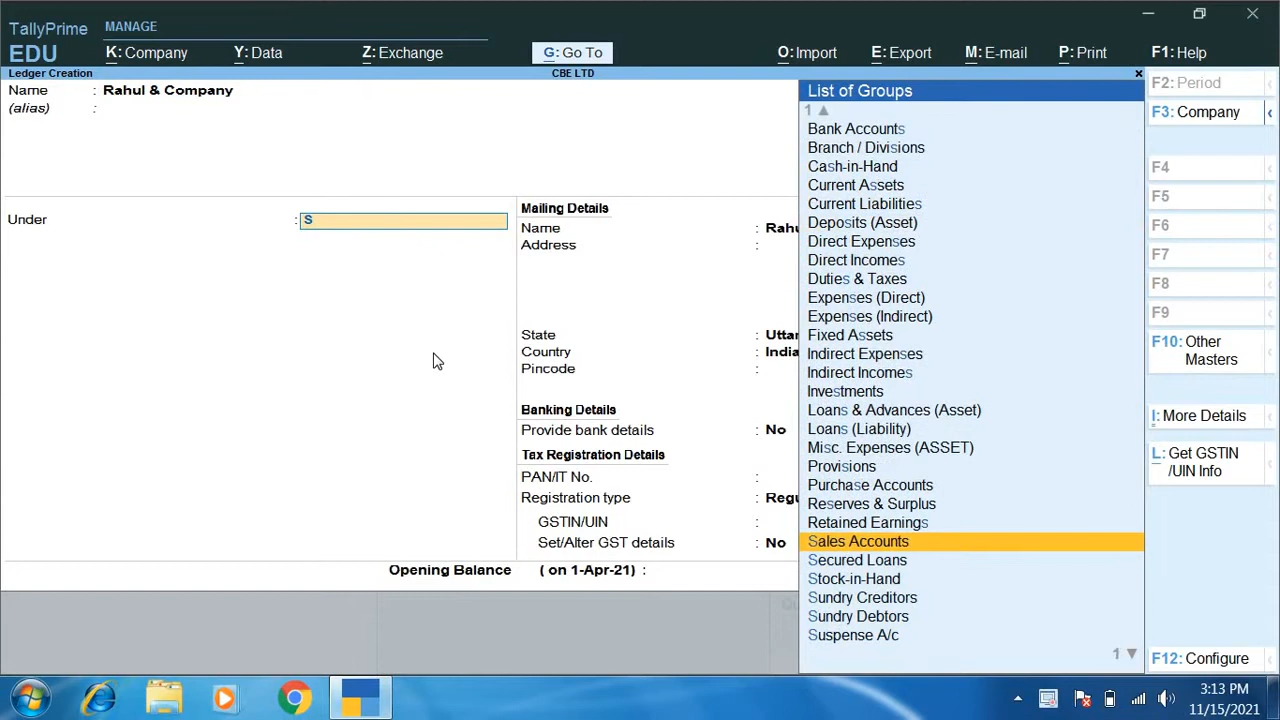 TallyPrime
MANAGE
EDU
K: Company
Y: Data
Z: Exchange
G: Go To
O: Import
E: Export
M: E-mail
P: Print
F1: Help
Ledger Creation
CBE LTD
Name : Rahul & Company
(alias) :
Under : S
Mailing Details
Name : Rahu
Address :
State : Uttar
Country : India
Pincode :
Banking Details
Provide bank details : No
Tax Registration Details
PAN/IT No. :
Registration type : Regu
GSTIN/UIN :
Set/Alter GST details : No
Opening Balance ( on 1-Apr-21) :
List of Groups
1 ▲
Bank Accounts
Branch / Divisions
Cash-in-Hand
Current Assets
Current Liabilities
Deposits (Asset)
Direct Expenses
Direct Incomes
Duties & Taxes
Expenses (Direct)
Expenses (Indirect)
Fixed Assets
Indirect Expenses
Indirect Incomes
Investments
Loans & Advances (Asset)
Loans (Liability)
Misc. Expenses (ASSET)
Provisions
Purchase Accounts
Reserves & Surplus
Retained Earnings
Sales Accounts
Secured Loans
Stock-in-Hand
Sundry Creditors
Sundry Debtors
Suspense A/c
1 ▼
F2: Period
F3: Company
F4
F5
F6
F7
F8
F9
F10: Other
Masters
I: More Details
L: Get GSTIN
/UIN Info
F12: Configure
3:13 PM
11/15/2021